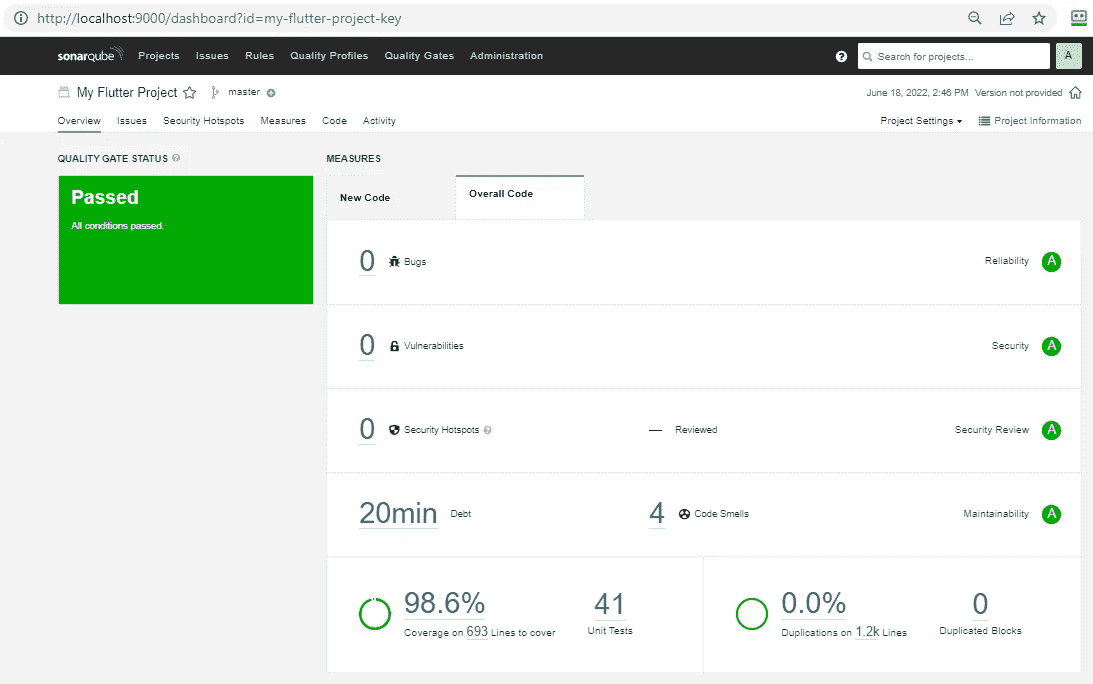 http://localhost:9000/dashboard?id=my-flutter-project-key
sonarqube Projects Issues Rules Quality Profiles Quality Gates Administration ? Search for projects... A
My Flutter Project master June 18, 2022, 2:46 PM Version not provided
Overview Issues Security Hotspots Measures Code Activity Project Settings Project Information
QUALITY GATE STATUS ? MEASURES
Passed
All conditions passed.
New Code Overall Code
0 Bugs Reliability A
0 Vulnerabilities Security A
0 Security Hotspots ? — Reviewed Security Review A
20min Debt 4 Code Smells Maintainability A
98.6% 41 0.0% 0
Coverage on 693 Lines to cover Unit Tests Duplications on 1.2k Lines Duplicated Blocks